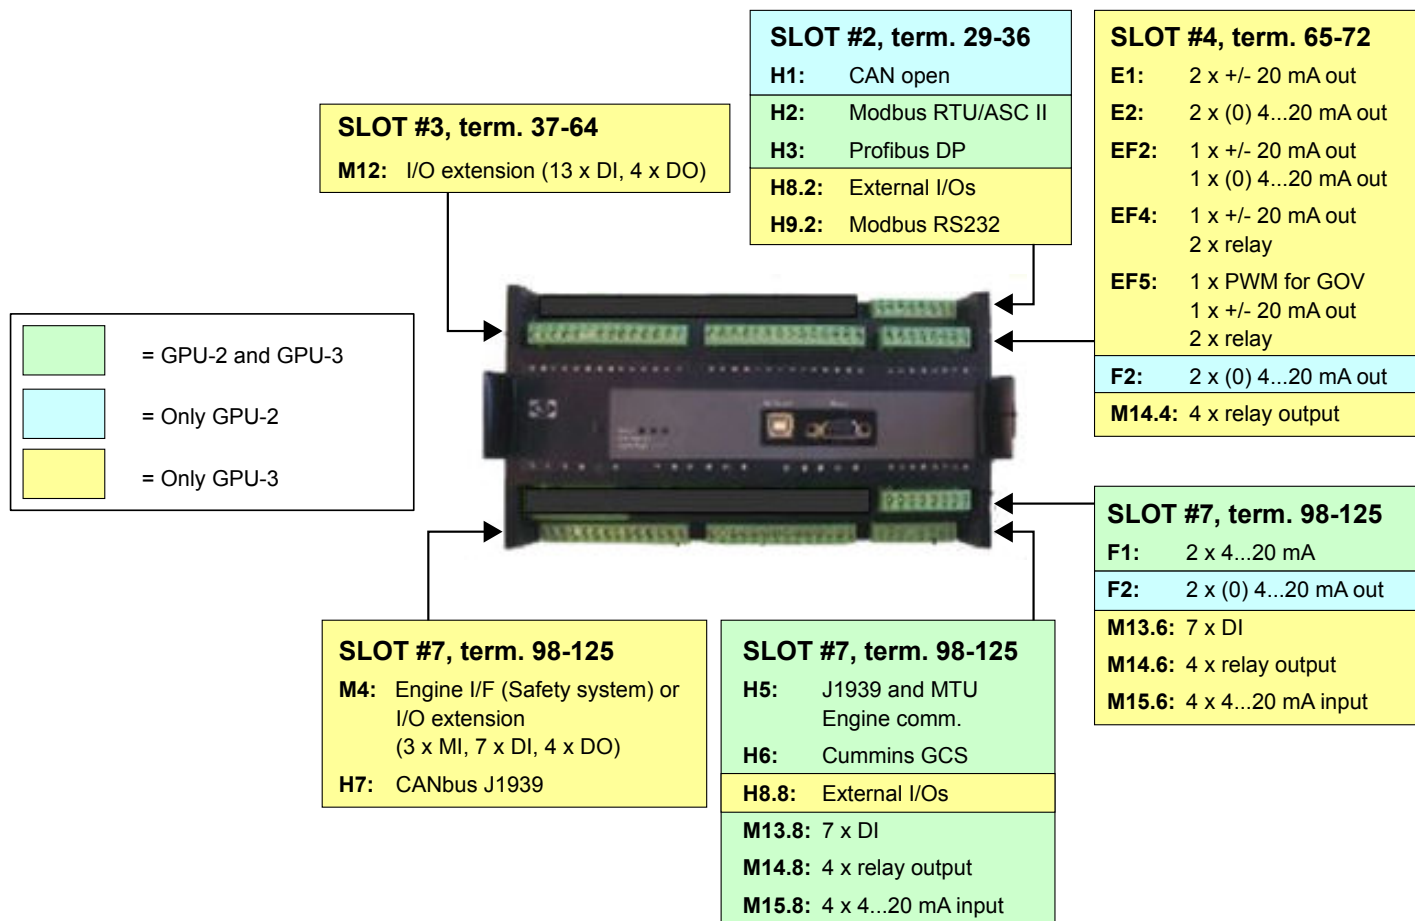 SLOT #2, term. 29-36
H1: CAN open
H2: Modbus RTU/ASC II
H3: Profibus DP
H8.2: External I/Os
H9.2: Modbus RS232
SLOT #4, term. 65-72
E1: 2 x +/- 20 mA out
E2: 2 x (0) 4...20 mA out
EF2: 1 x +/- 20 mA out
1 x (0) 4...20 mA out
EF4: 1 x +/- 20 mA out
2 x relay
EF5: 1 x PWM for GOV
1 x +/- 20 mA out
2 x relay
F2: 2 x (0) 4...20 mA out
M14.4: 4 x relay output
SLOT #3, term. 37-64
M12: I/O extension (13 x DI, 4 x DO)
= GPU-2 and GPU-3
= Only GPU-2
= Only GPU-3
SLOT #7, term. 98-125
F1: 2 x 4...20 mA
F2: 2 x (0) 4...20 mA out
M13.6: 7 x DI
M14.6: 4 x relay output
M15.6: 4 x 4...20 mA input
SLOT #7, term. 98-125
M4: Engine I/F (Safety system) or
I/O extension
(3 x MI, 7 x DI, 4 x DO)
H7: CANbus J1939
SLOT #7, term. 98-125
H5: J1939 and MTU
Engine comm.
H6: Cummins GCS
H8.8: External I/Os
M13.8: 7 x DI
M14.8: 4 x relay output
M15.8: 4 x 4...20 mA input